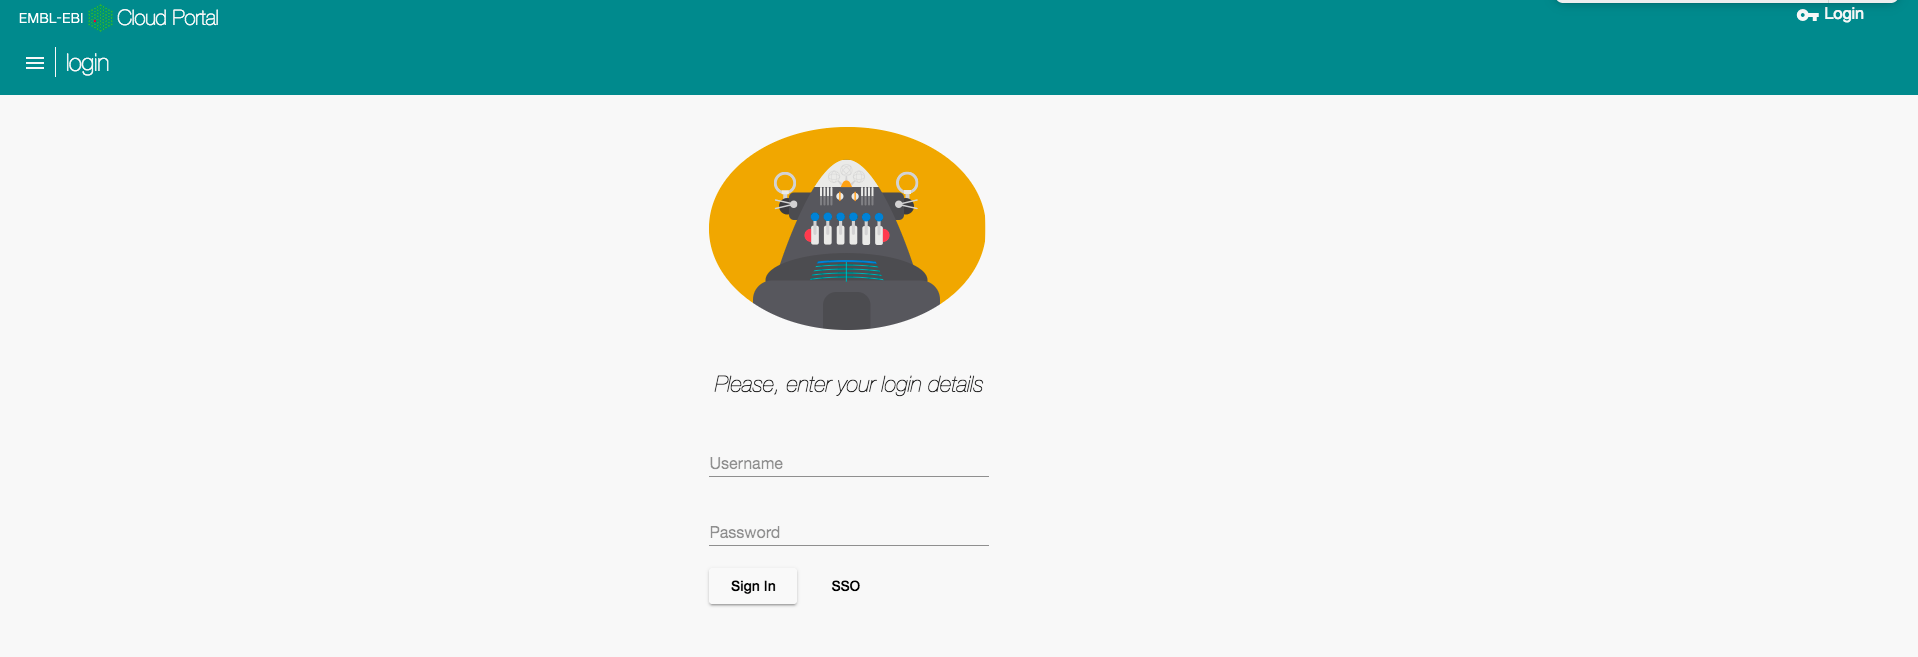 EMBL-EBI Cloud Portal
Login
login
Please, enter your login details
Username
Password
Sign In
SSO